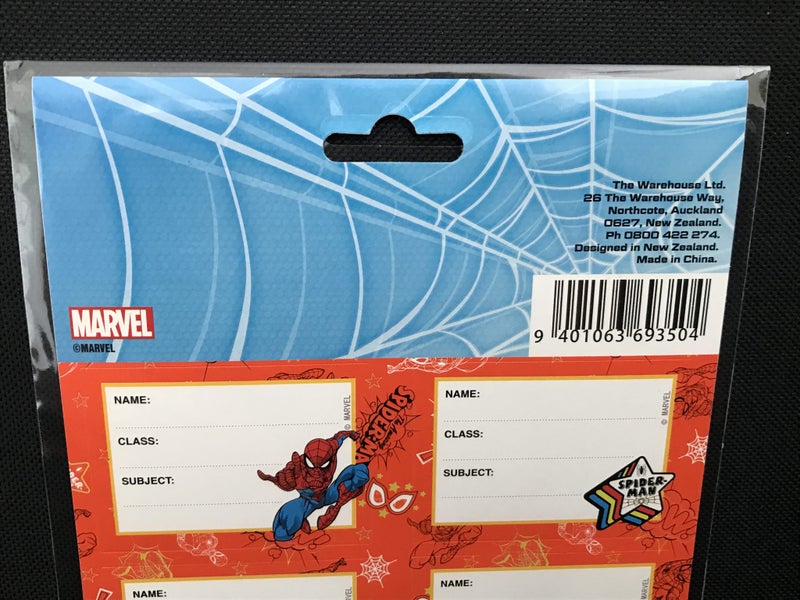 The Warehouse Ltd.
26 The Warehouse Way,
Northcote, Auckland
0627, New Zealand.
Ph 0800 422 274.
Designed in New Zealand.
Made in China.
MARVEL
©MARVEL
9 401063 693504
NAME:
CLASS:
SUBJECT:
© MARVEL
NAME:
CLASS:
SUBJECT:
© MARVEL
SPIDER-
MAN
NAME:
NAME: